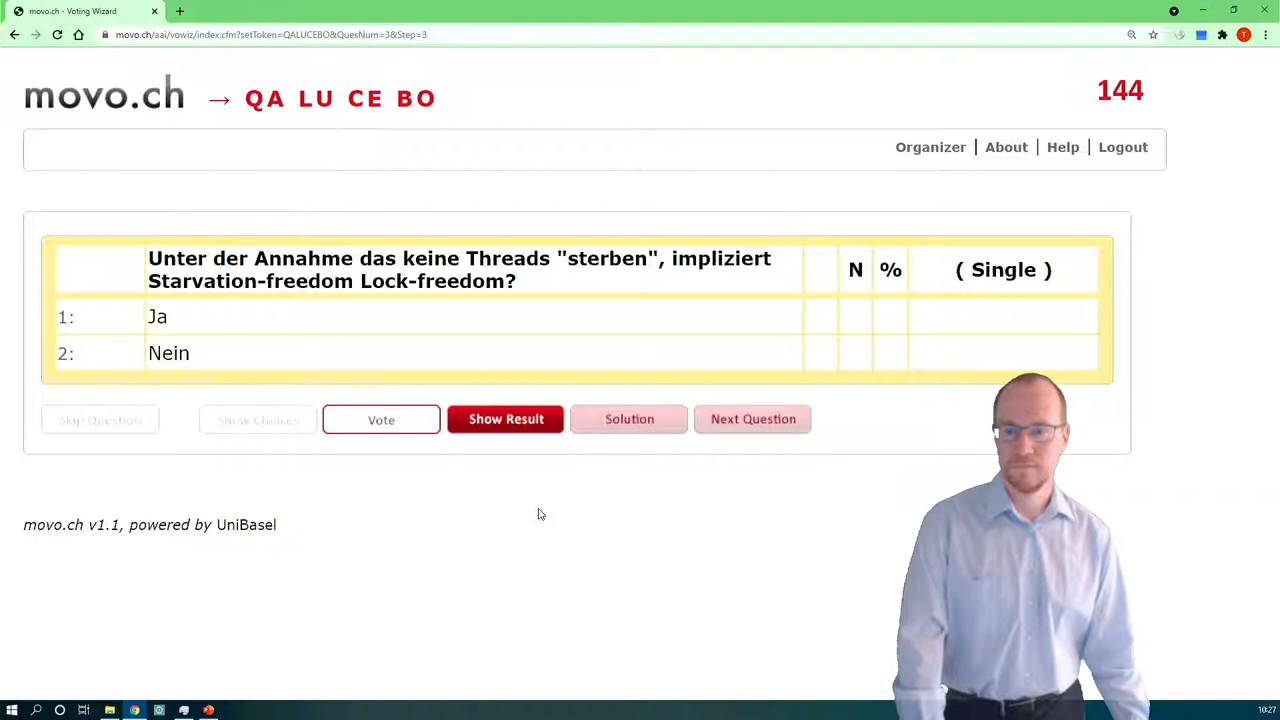 movo.ch - Voting Wizard
movo.ch/aai/vowiz/index.cfm?setToken=QALUCEBO&QuesNum=3&Step=3
T
movo.ch → QA LU CE BO
144
Organizer | About | Help | Logout
Unter der Annahme das keine Threads "sterben", impliziert
Starvation-freedom Lock-freedom?
N
%
( Single )
1: Ja
2: Nein
Skip Question
Show Choices
Vote
Show Result
Solution
Next Question
movo.ch v1.1, powered by UniBasel
10:27